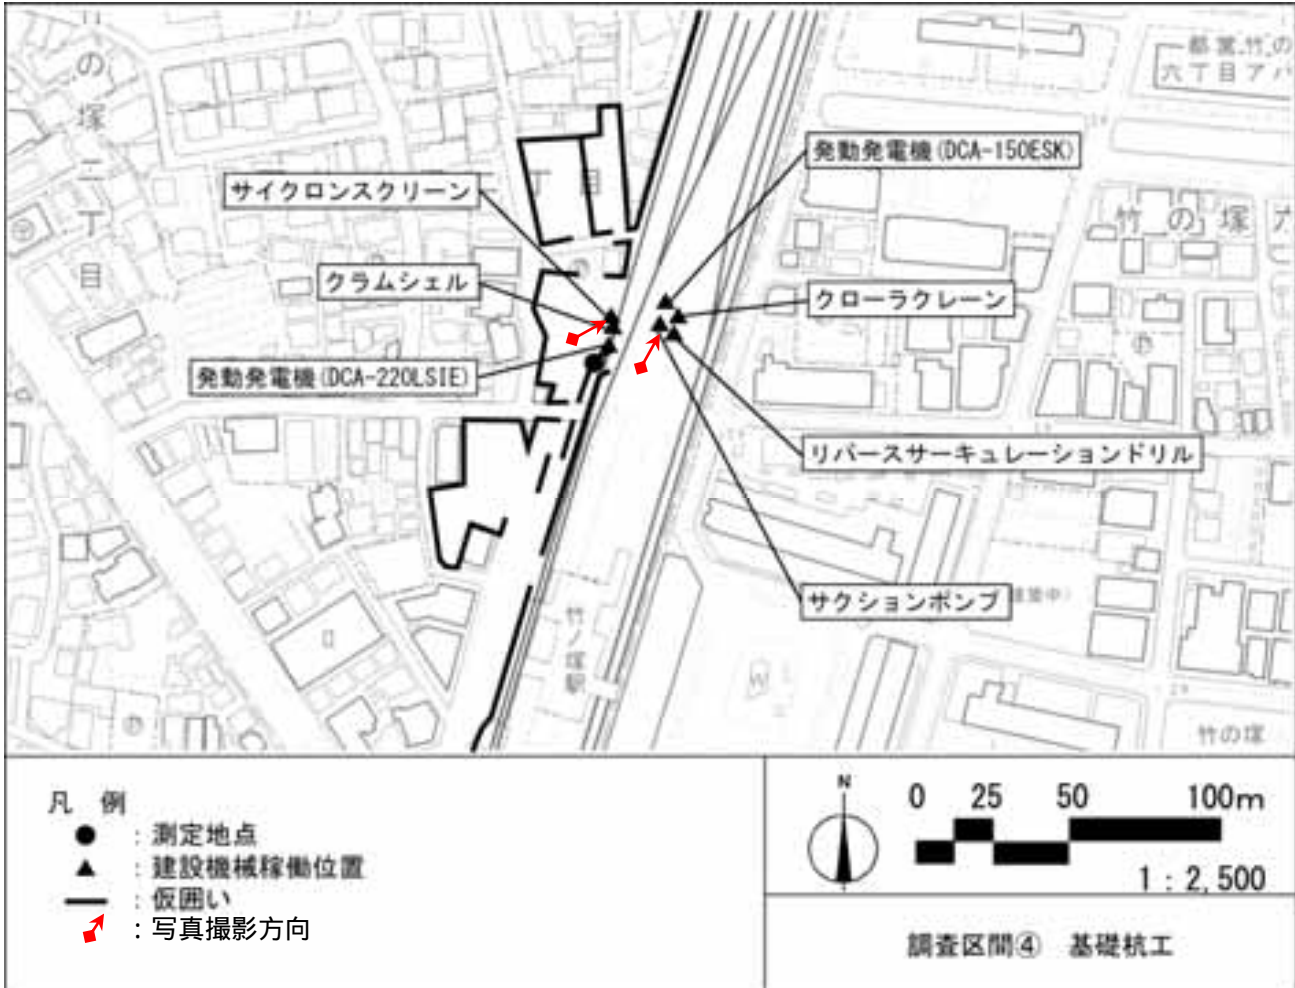 の塚二丁目
都営竹の
六丁目アパ
発動発電機(DCA-150ESK)
サイクロンスクリーン
丁目
竹の塚六
クラムシェル
クローラクレーン
発動発電機(DCA-220LSIE)
リバースサーキュレーションドリル
サクションポンプ
竹ノ塚駅
竹の塚
凡 例
● : 測定地点
▲ : 建設機械稼働位置
: 仮囲い
: 写真撮影方向
N
0 25 50 100m
1 : 2,500
調査区間④ 基礎杭工